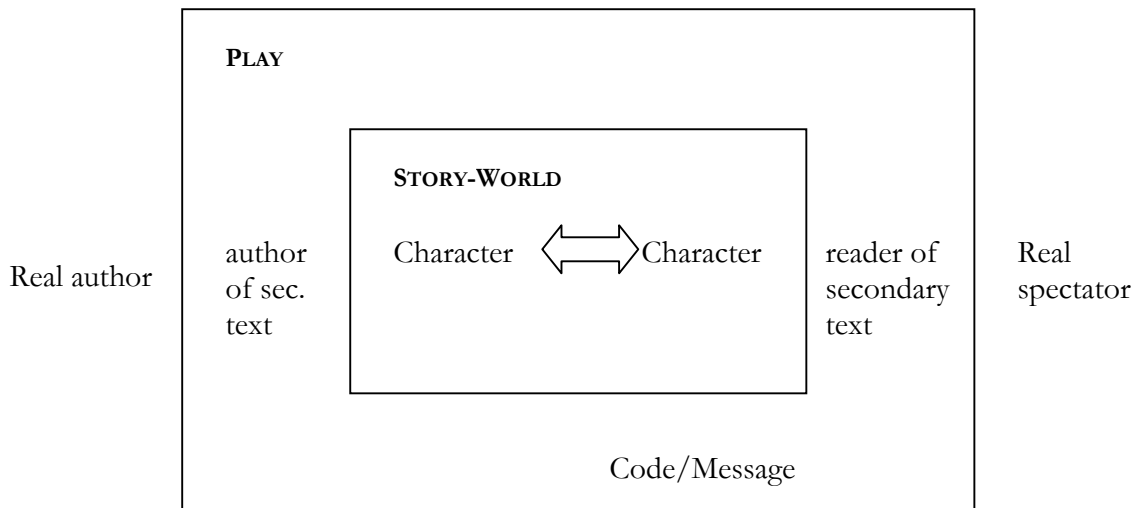 PLAY
STORY-WORLD
Real author
author
of sec.
text
Character
Character
reader of
secondary
text
Real
spectator
Code/Message